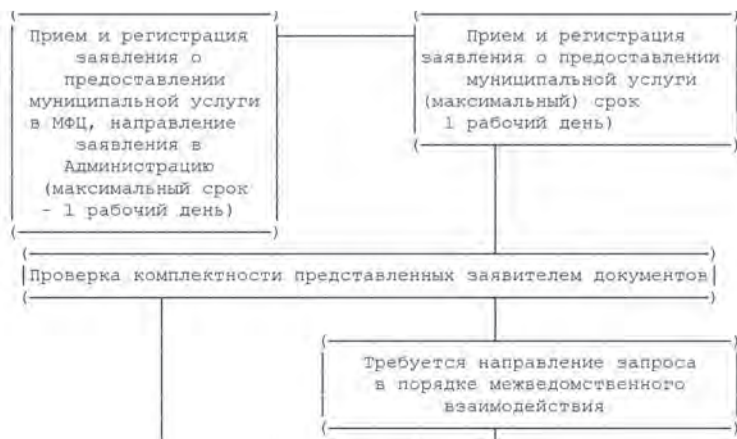 Прием и регистрация
заявления о
предоставлении
муниципальной услуги
в МФЦ, направление
заявления в
Администрацию
(максимальный срок
- 1 рабочий день)
Прием и регистрация
заявления о предоставлении
муниципальной услуги
(максимальный) срок
1 рабочий день)
Проверка комплектности представленных заявителем документов
Требуется направление запроса
в порядке межведомственного
взаимодействия